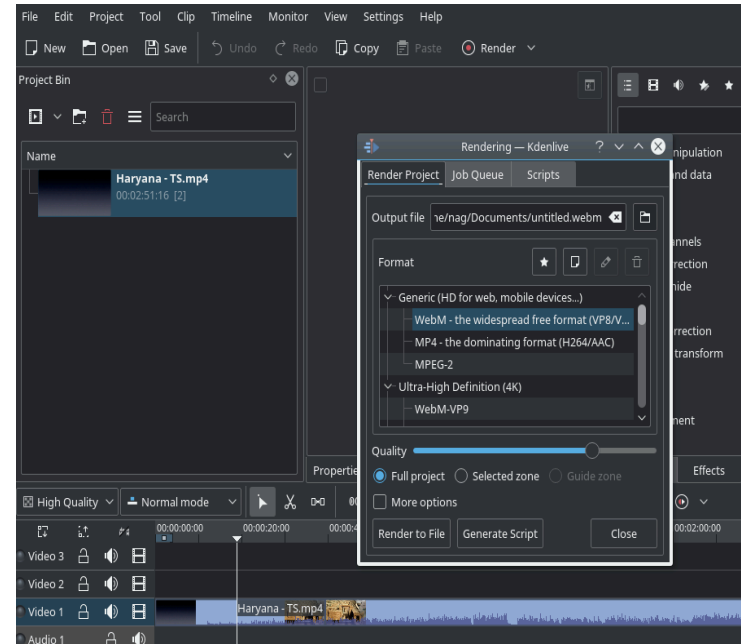 File Edit Project Tool Clip Timeline Monitor View Settings Help
New Open Save Undo Redo Copy Paste Render
Project Bin
Search
Name
Haryana - TS.mp4
00:02:51:16 [2]
Rendering — Kdenlive
Render Project Job Queue Scripts
Output file ne/nag/Documents/untitled.webm
Format
Generic (HD for web, mobile devices...)
WebM - the widespread free format (VP8/V...
MP4 - the dominating format (H264/AAC)
MPEG-2
Ultra-High Definition (4K)
WebM-VP9
Quality
Full project Selected zone Guide zone
More options
Render to File Generate Script Close
nipulation
nd data
nnels
rection
hide
rrection
transform
ment
Propertie Effects
High Quality Normal mode
00:00:00:00 00:00:20:00 00:00:4 00:02:00:00
Video 3
Video 2
Video 1 Haryana - TS.mp4
Audio 1